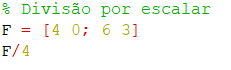 % Divisão por escalar
F = [4 0; 6 3]
F/4